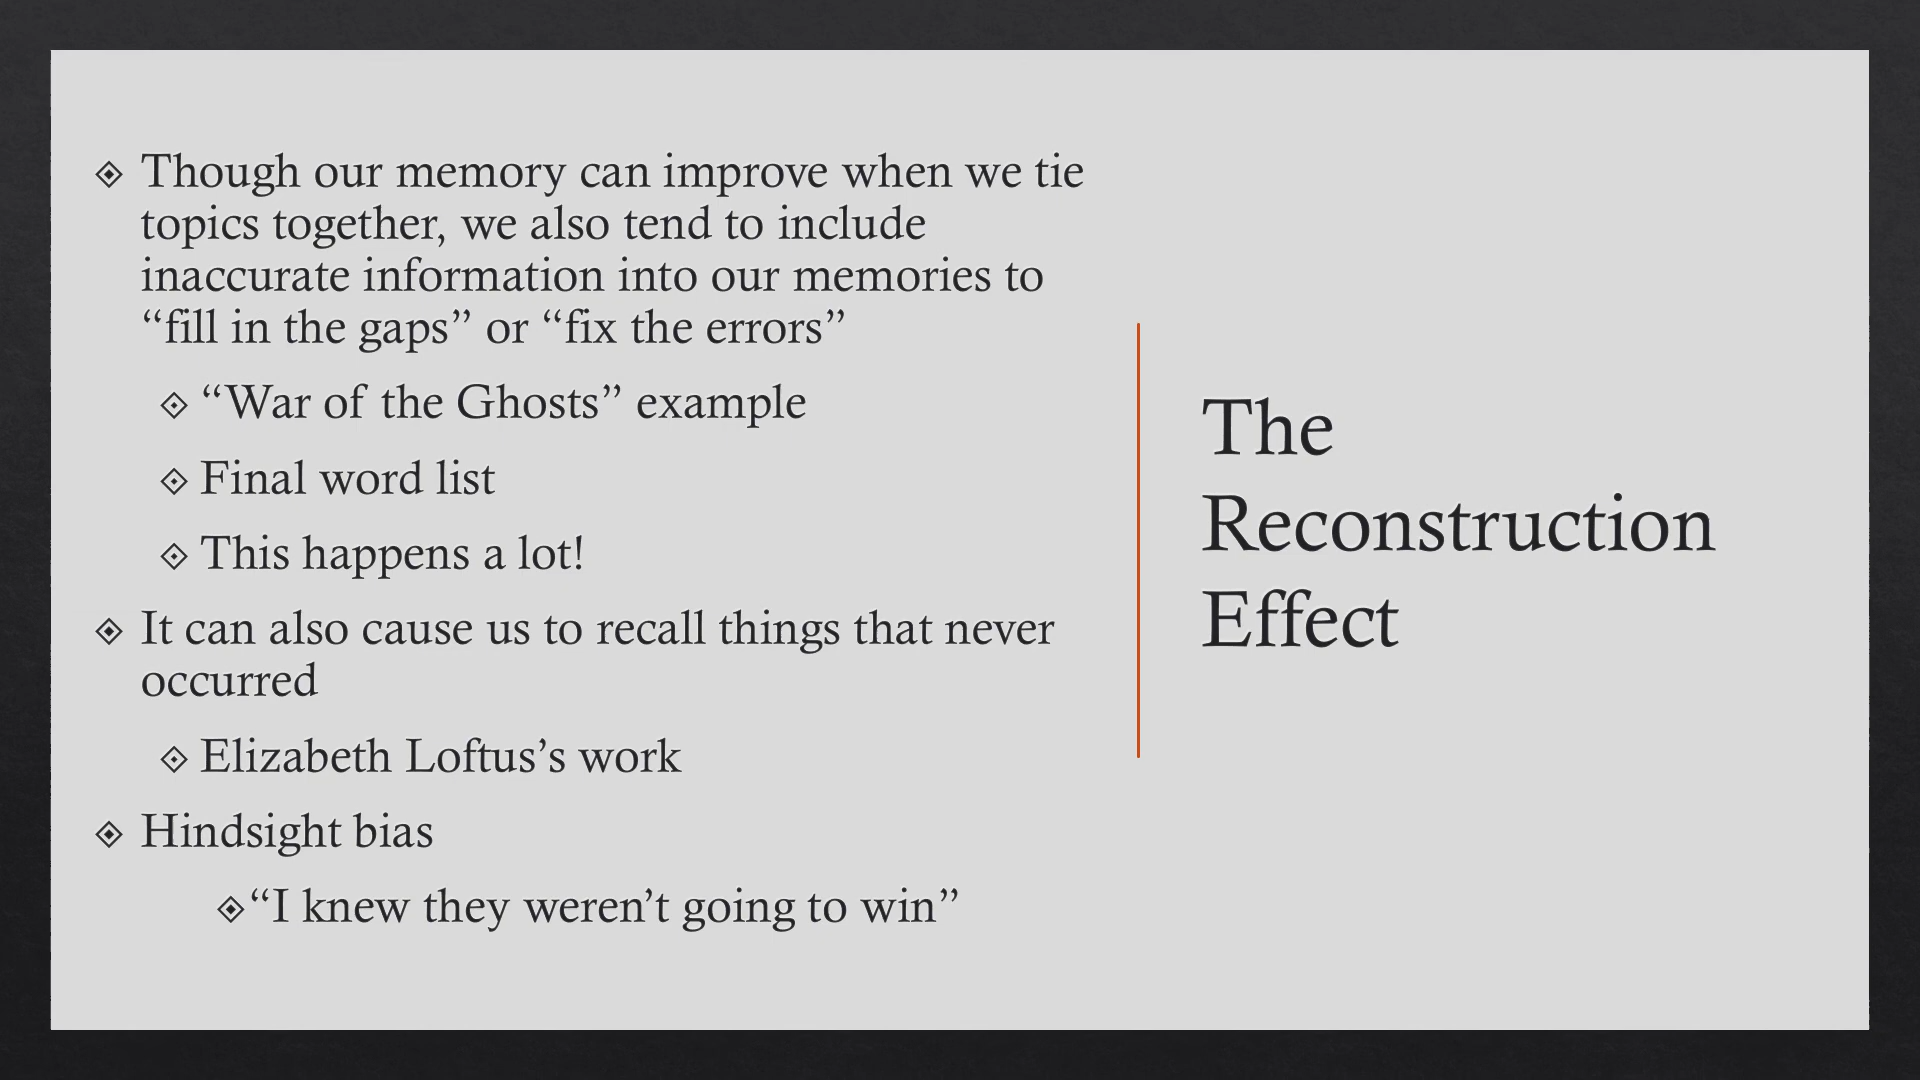 Though our memory can improve when we tie
topics together, we also tend to include
inaccurate information into our memories to
“fill in the gaps” or “fix the errors”
“War of the Ghosts” example
Final word list
This happens a lot!
It can also cause us to recall things that never
occurred
Elizabeth Loftus’s work
Hindsight bias
“I knew they weren’t going to win”
The
Reconstruction
Effect